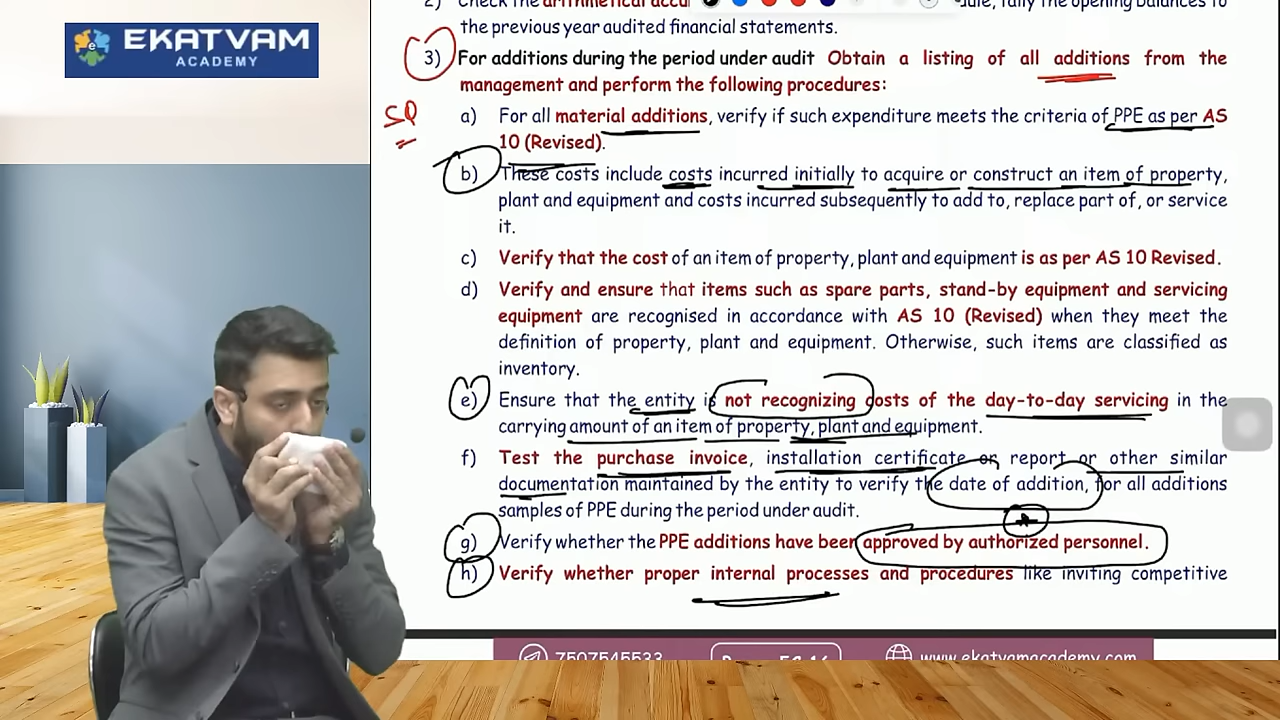 EKATVAM
ACADEMY
2) Check the
the previous year audited financial statements.
3) For additions during the period under audit Obtain a listing of all additions from the
management and perform the following procedures:
SQ
a) For all material additions, verify if such expenditure meets the criteria of PPE as per AS
10 (Revised).
b) These costs include costs incurred initially to acquire or construct an item of property,
plant and equipment and costs incurred subsequently to add to, replace part of, or service
it.
c) Verify that the cost of an item of property, plant and equipment is as per AS 10 Revised.
d) Verify and ensure that items such as spare parts, stand-by equipment and servicing
equipment are recognised in accordance with AS 10 (Revised) when they meet the
definition of property, plant and equipment. Otherwise, such items are classified as
inventory.
e) Ensure that the entity is not recognizing costs of the day-to-day servicing in the
carrying amount of an item of property, plant and equipment.
f) Test the purchase invoice, installation certificate or report or other similar
documentation maintained by the entity to verify the date of addition, for all additions
samples of PPE during the period under audit.
g) Verify whether the PPE additions have been approved by authorized personnel.
h) Verify whether proper internal processes and procedures like inviting competitive
7507545533
www.ekatvamacademy.com